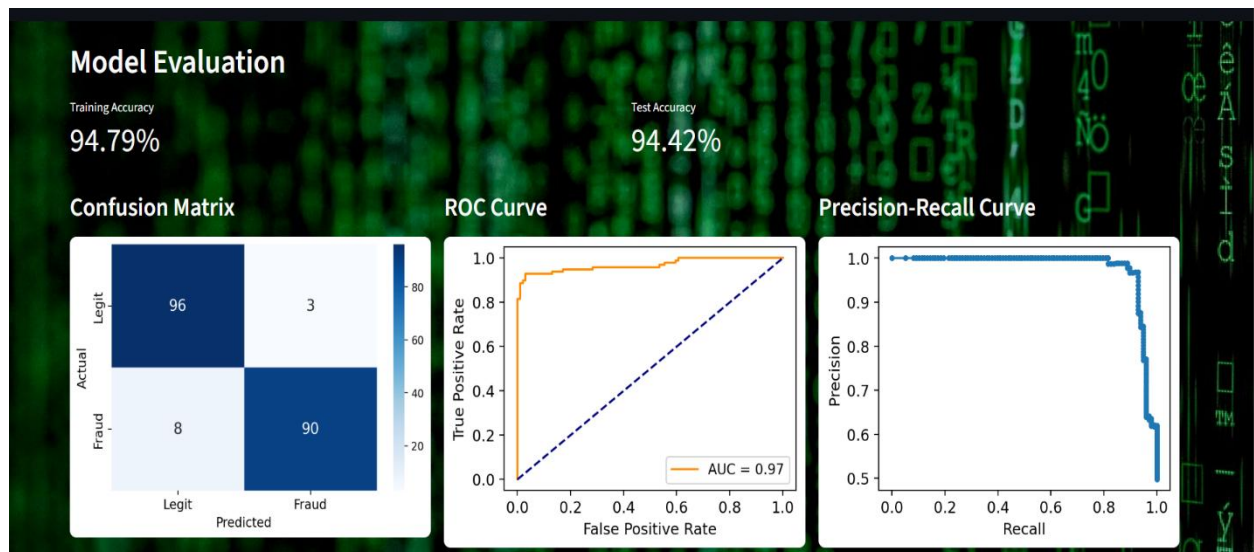 Model Evaluation
Training Accuracy
94.79%
Test Accuracy
94.42%
Confusion Matrix
Actual
Legit
Fraud
96
3
8
90
Legit
Fraud
Predicted
80
60
40
20
ROC Curve
True Positive Rate
1.0
0.8
0.6
0.4
0.2
0.0
AUC = 0.97
0.0 0.2 0.4 0.6 0.8 1.0
False Positive Rate
Precision-Recall Curve
Precision
1.0
0.9
0.8
0.7
0.6
0.5
0.0 0.2 0.4 0.6 0.8 1.0
Recall